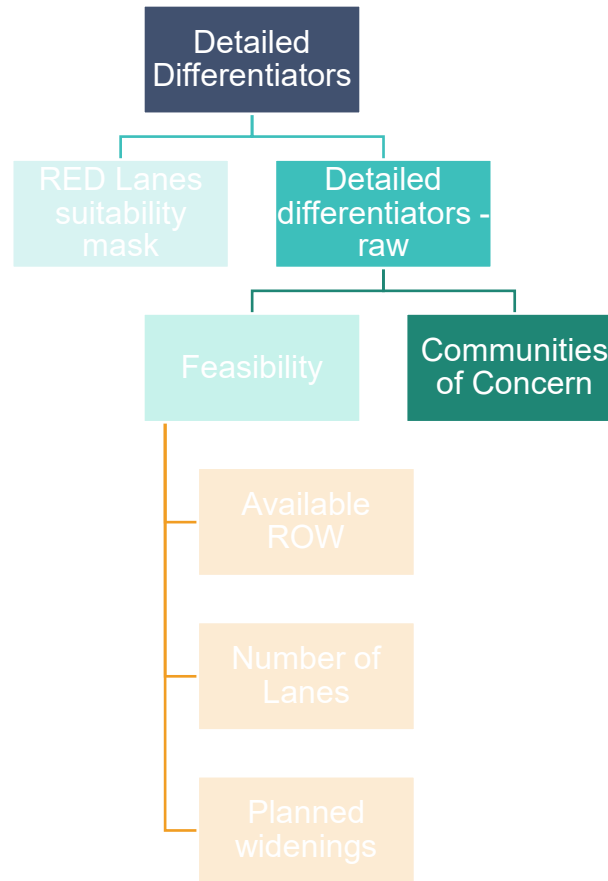 Detailed
Differentiators
RED Lanes
suitability
mask
Detailed
differentiators -
raw
Feasibility
Communities
of Concern
Available
ROW
Number of
Lanes
Planned
widenings